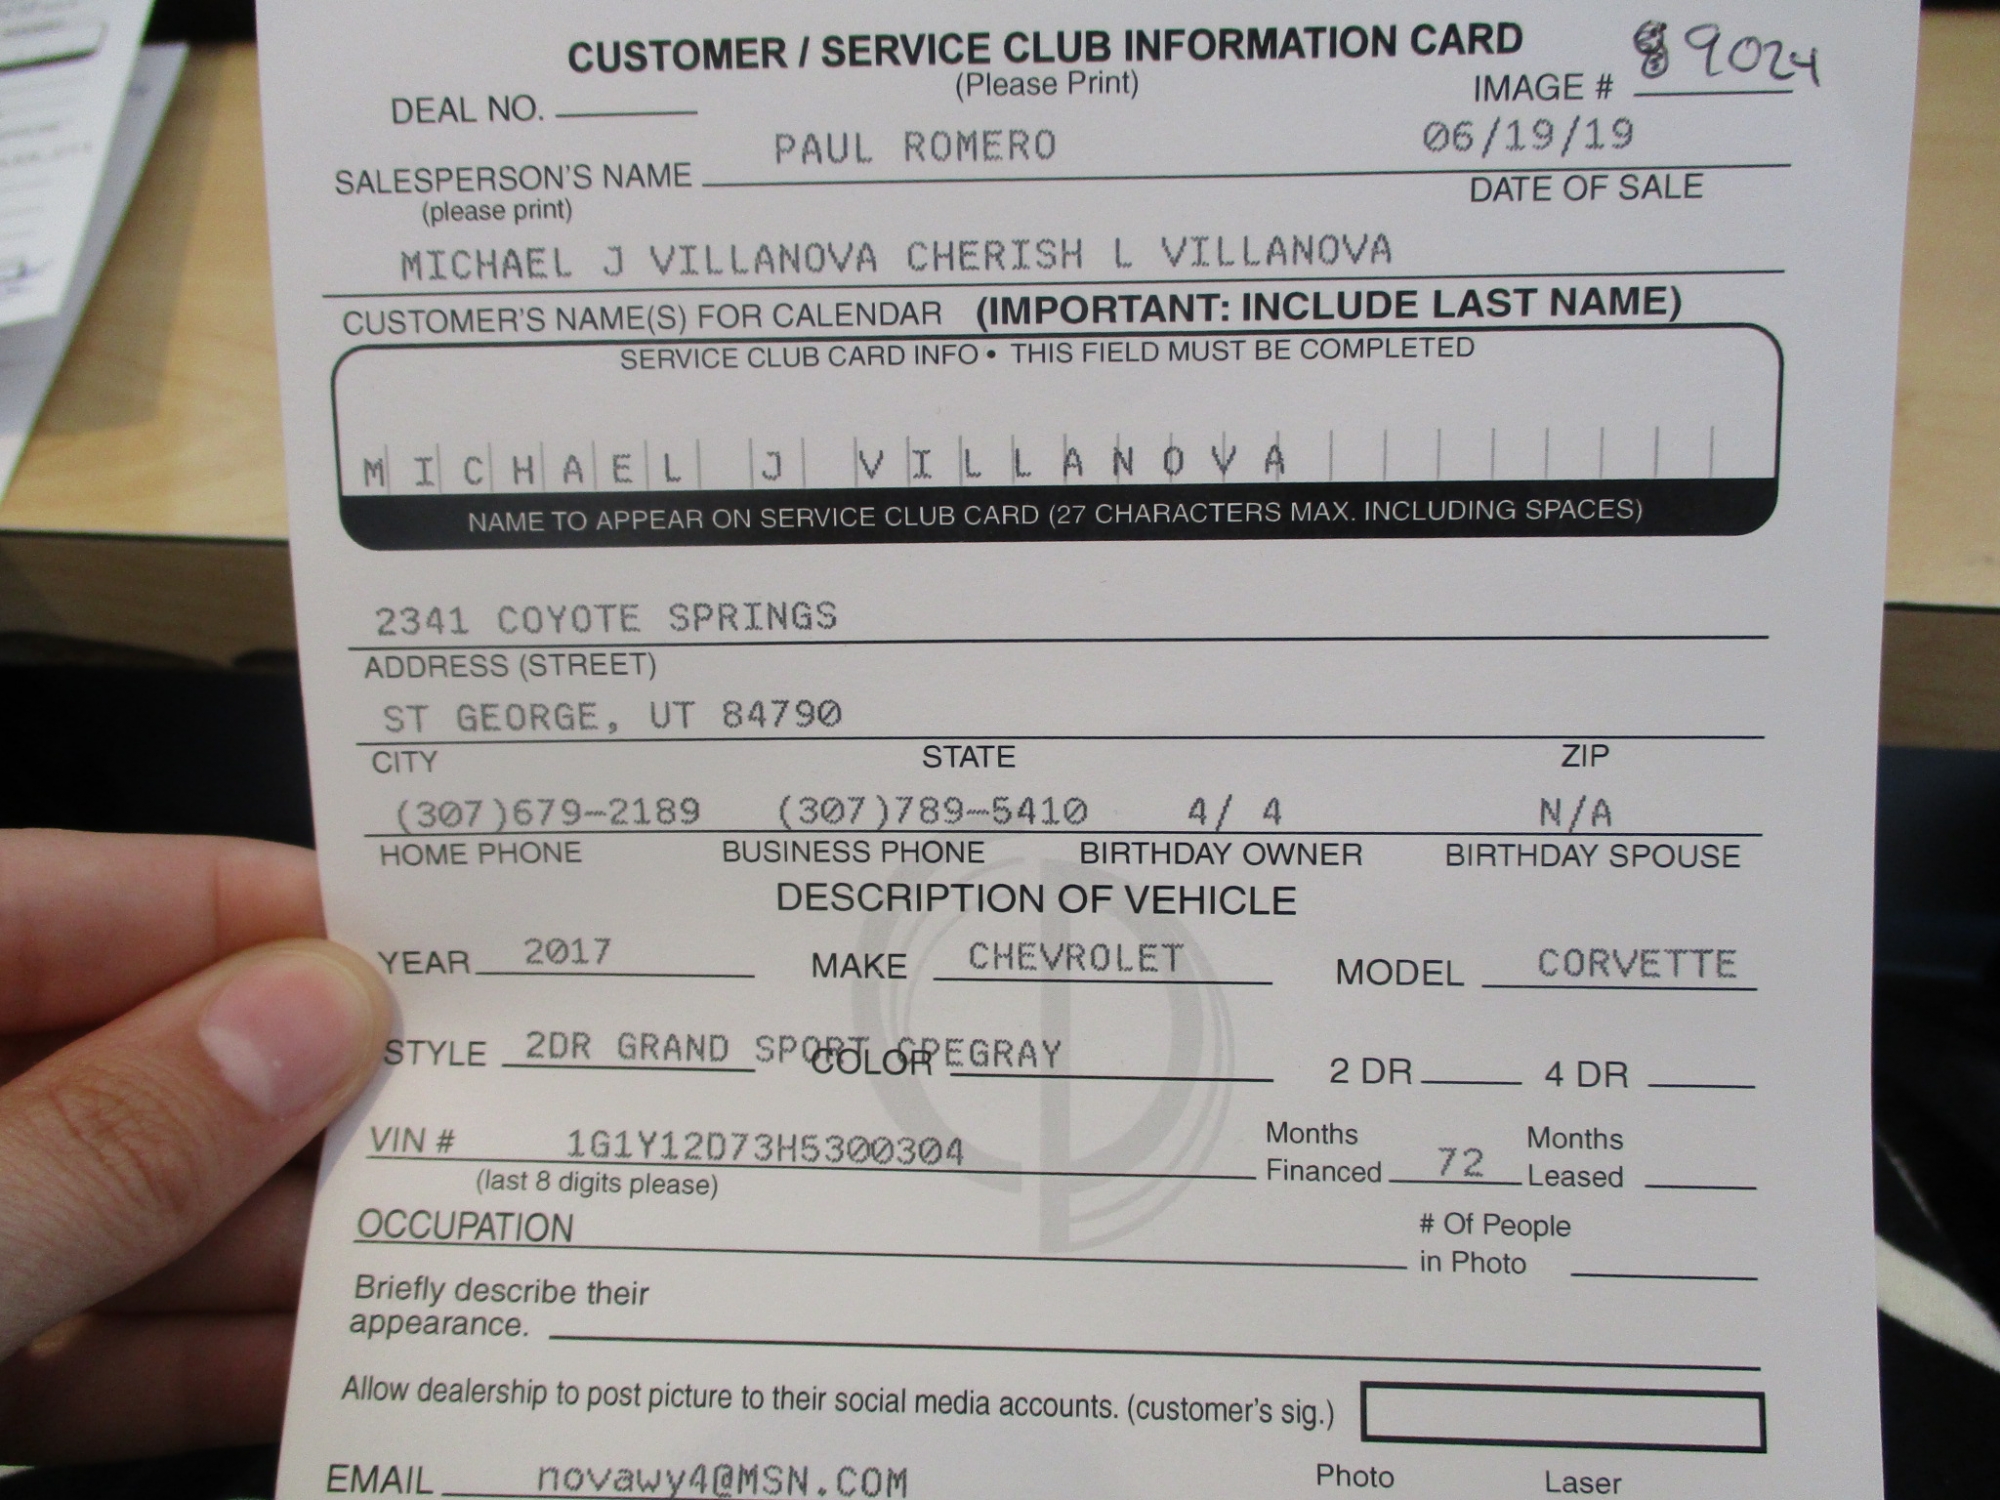 CUSTOMER / SERVICE CLUB INFORMATION CARD
(Please Print)
DEAL NO. IMAGE # 9024
PAUL ROMERO 06/19/19
SALESPERSON'S NAME DATE OF SALE
(please print)
MICHAEL J VILLANOVA CHERISH L VILLANOVA
CUSTOMER'S NAME(S) FOR CALENDAR (IMPORTANT: INCLUDE LAST NAME)
SERVICE CLUB CARD INFO • THIS FIELD MUST BE COMPLETED
MICHAEL J VILLANOVA
NAME TO APPEAR ON SERVICE CLUB CARD (27 CHARACTERS MAX. INCLUDING SPACES)
2341 COYOTE SPRINGS
ADDRESS (STREET)
ST GEORGE, UT 84790
CITY STATE ZIP
(307)679-2189 (307)789-5410 4/ 4 N/A
HOME PHONE BUSINESS PHONE BIRTHDAY OWNER BIRTHDAY SPOUSE
DESCRIPTION OF VEHICLE
YEAR 2017 MAKE CHEVROLET MODEL CORVETTE
STYLE 2DR GRAND SPORT COLOR GREGRAY 2 DR 4 DR
VIN # 1G1Y12D73H5300304 Months Financed 72 Months Leased
(last 8 digits please)
OCCUPATION # Of People in Photo
Briefly describe their
appearance.
Allow dealership to post picture to their social media accounts. (customer's sig.)
EMAIL novawy4@MSN.COM Photo Laser